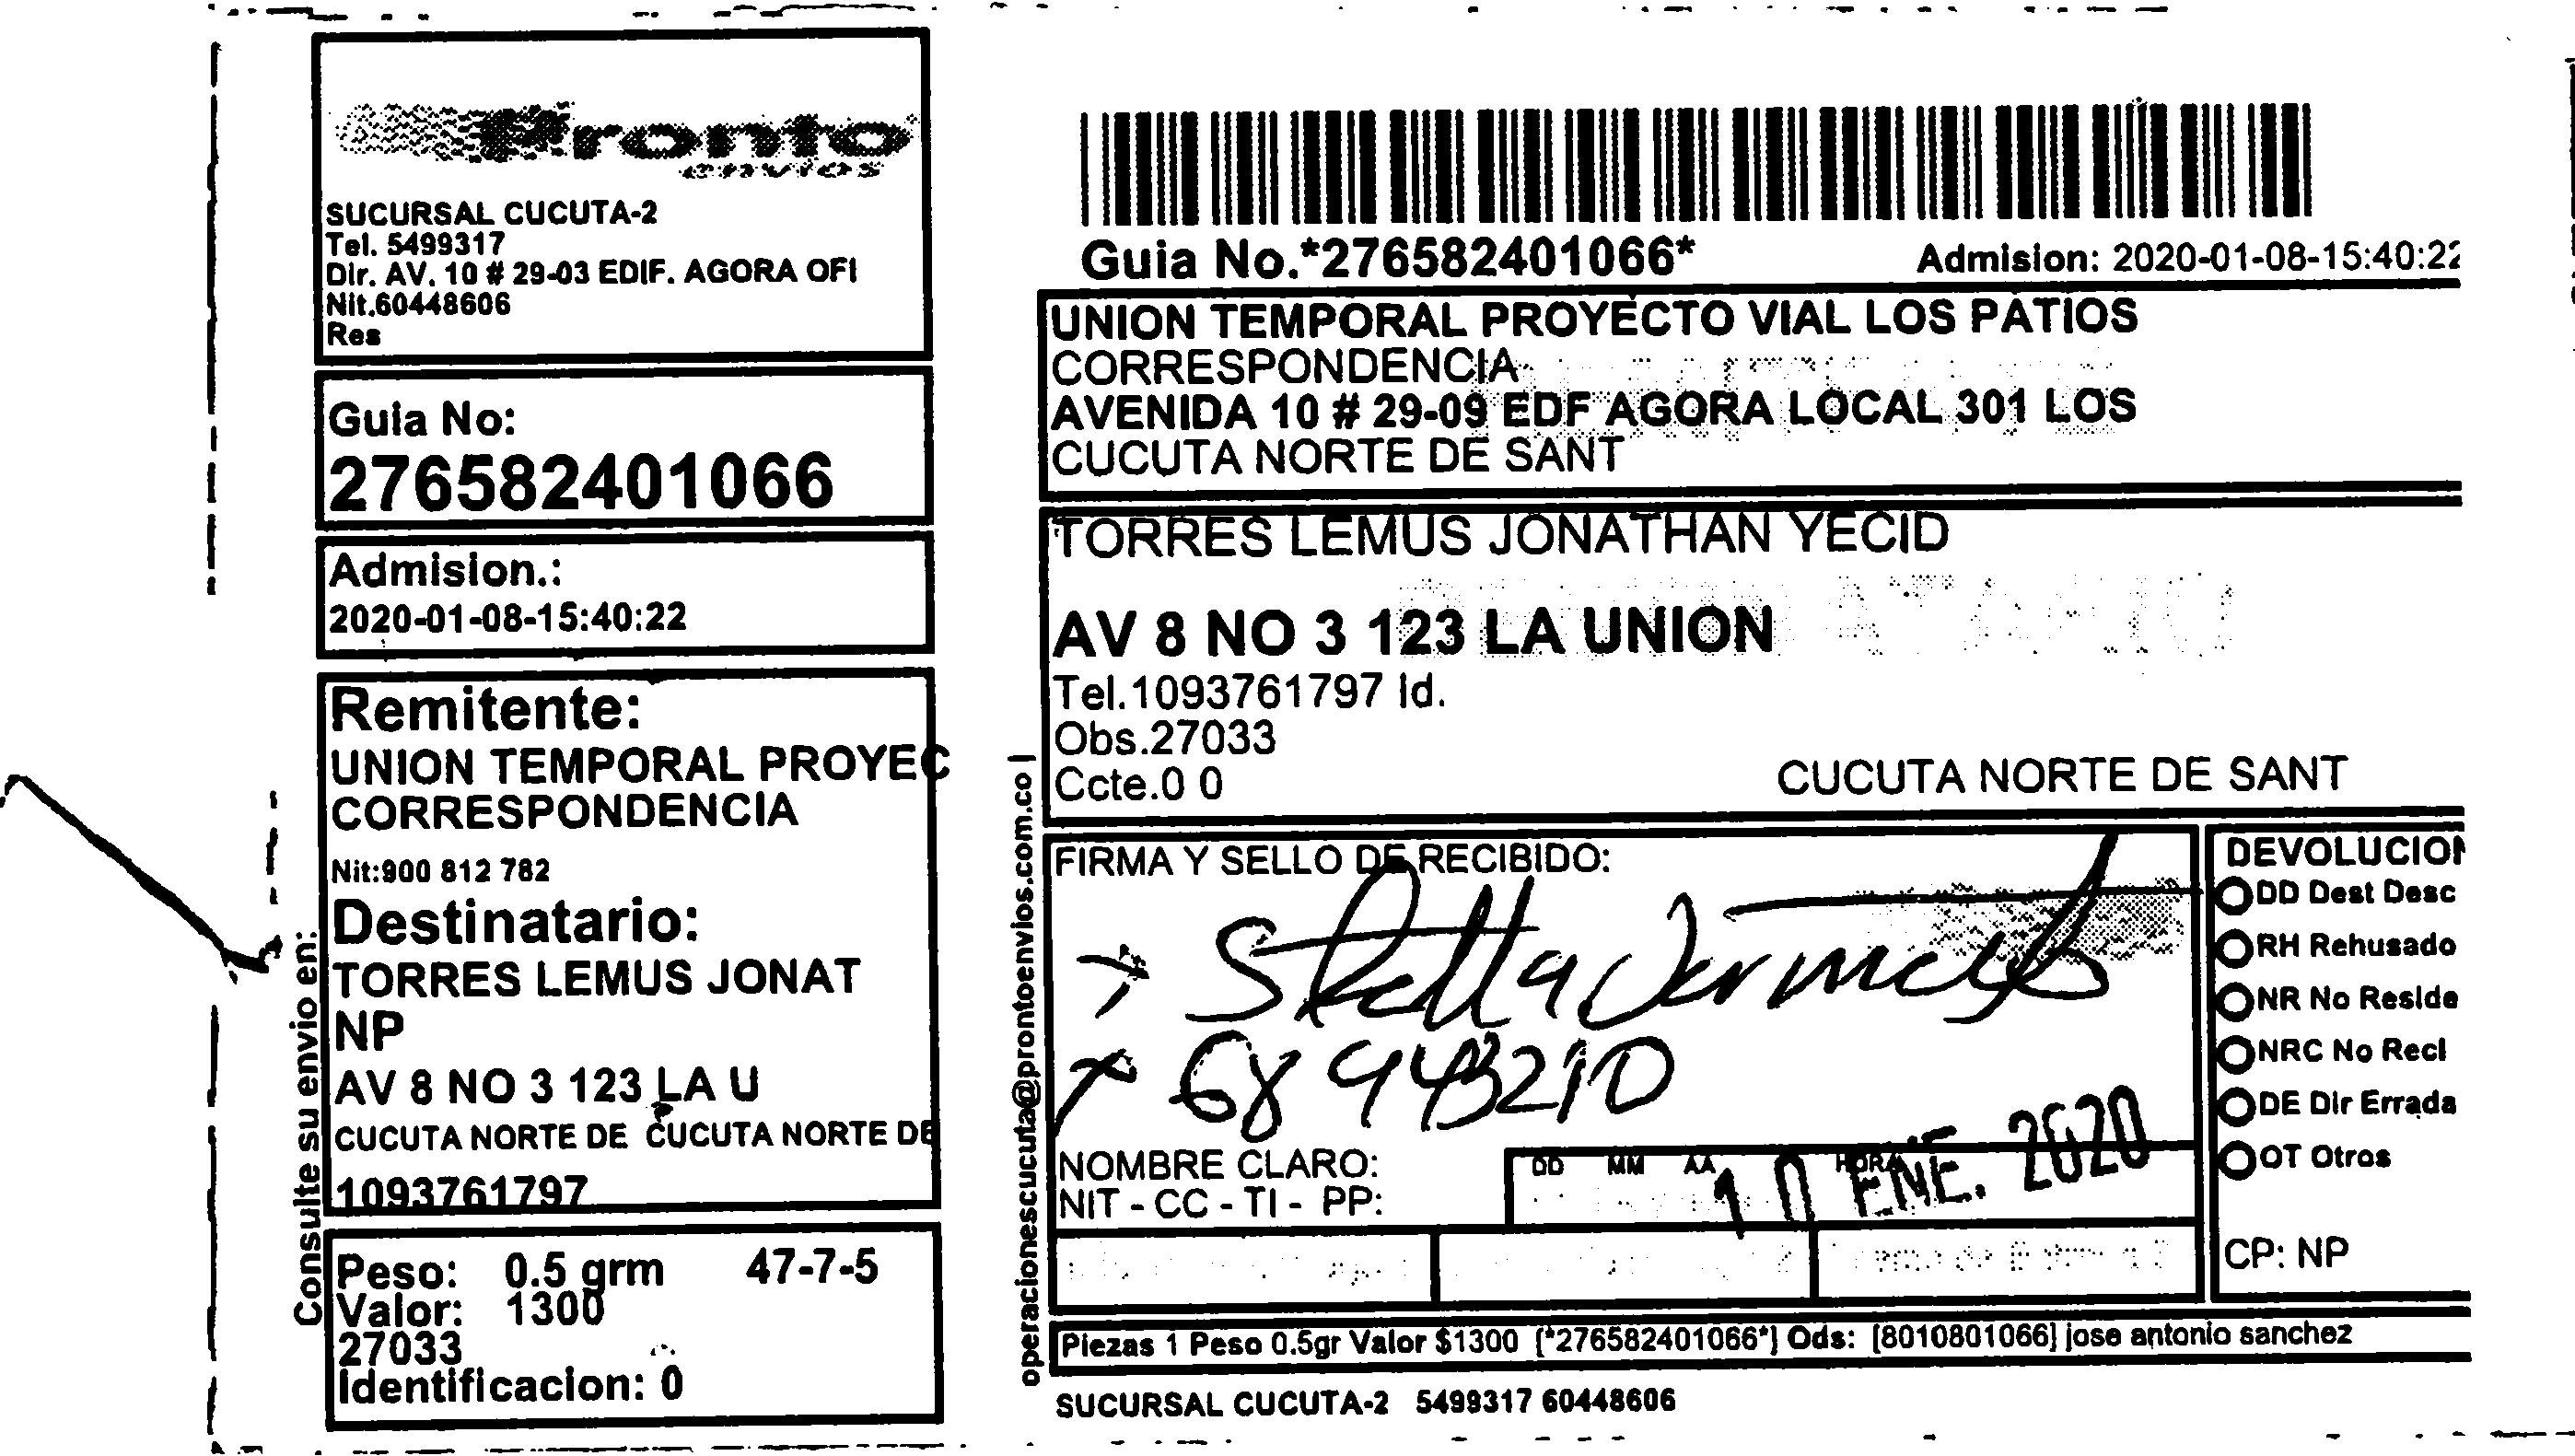 Pronto
envios
SUCURSAL CUCUTA-2
Tel. 5499317
Dir. AV. 10 # 29-03 EDIF. AGORA OFI
Nit.60448606
Res
Guia No:
276582401066
Admision.:
2020-01-08-15:40:22
Remitente:
UNION TEMPORAL PROYEC
CORRESPONDENCIA
Nit:900 812 782
Destinatario:
TORRES LEMUS JONAT
NP
AV 8 NO 3 123 LA U
CUCUTA NORTE DE CUCUTA NORTE DE
1093761797
Peso: 0.5 grm 47-7-5
Valor: 1300
27033
Identificacion: 0
Consulte su envio en:
operacionescucuta@prontoenvios.com.co |
Guia No.*276582401066*
Admision: 2020-01-08-15:40:22
UNION TEMPORAL PROYECTO VIAL LOS PATIOS
CORRESPONDENCIA
AVENIDA 10 # 29-09 EDF AGORA LOCAL 301 LOS
CUCUTA NORTE DE SANT
TORRES LEMUS JONATHAN YECID
AV 8 NO 3 123 LA UNION
Tel.1093761797 Id.
Obs.27033
Ccte.0 0
CUCUTA NORTE DE SANT
FIRMA Y SELLO DE RECIBIDO:
Stella
NOMBRE CLARO:
NIT - CC - TI - PP:
DD MM AA HORA
10 ENE. 2020
DEVOLUCION
DD Dest Desc
RH Rehusado
NR No Reside
NRC No Recl
DE Dir Errada
OT Otros
CP: NP
Piezas 1 Peso 0.5gr Valor $1300 [*276582401066*] Ods: [8010801066] jose antonio sanchez
SUCURSAL CUCUTA-2 5499317 60448606